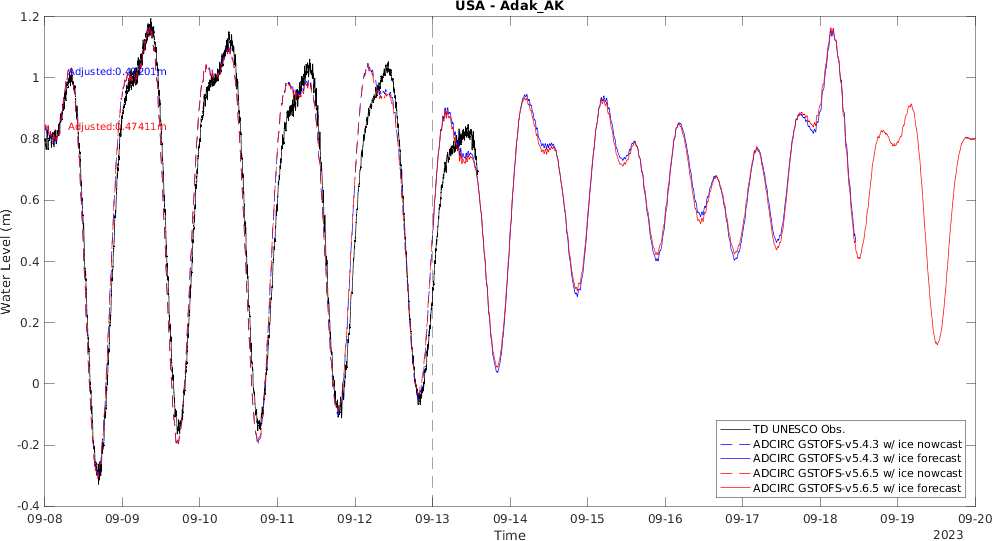 USA - Adak_AK
Water Level (m)
1.2
1
0.8
0.6
0.4
0.2
0
-0.2
-0.4
Adjusted:0.47201m
Adjusted:0.47411m
TD UNESCO Obs.
ADCIRC GSTOFS-v5.4.3 w/ ice nowcast
ADCIRC GSTOFS-v5.4.3 w/ ice forecast
ADCIRC GSTOFS-v5.6.5 w/ ice nowcast
ADCIRC GSTOFS-v5.6.5 w/ ice forecast
09-08 09-09 09-10 09-11 09-12 09-13 09-14 09-15 09-16 09-17 09-18 09-19 09-20
Time
2023